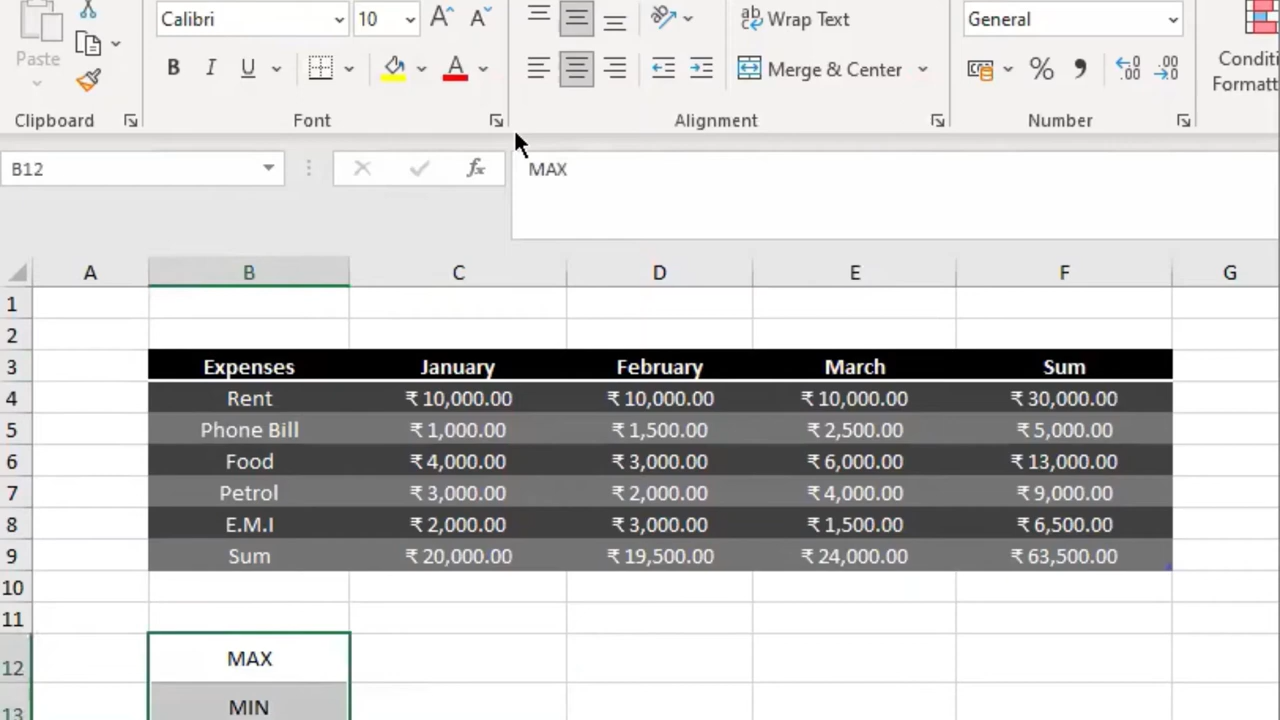 Calibri 10 Wrap Text General
Paste B I U A Merge & Center % Conditi
Formatt
Clipboard Font Alignment Number
B12 fx MAX
A B C D E F G
1
2
3 Expenses January February March Sum
4 Rent ₹ 10,000.00 ₹ 10,000.00 ₹ 10,000.00 ₹ 30,000.00
5 Phone Bill ₹ 1,000.00 ₹ 1,500.00 ₹ 2,500.00 ₹ 5,000.00
6 Food ₹ 4,000.00 ₹ 3,000.00 ₹ 6,000.00 ₹ 13,000.00
7 Petrol ₹ 3,000.00 ₹ 2,000.00 ₹ 4,000.00 ₹ 9,000.00
8 E.M.I ₹ 2,000.00 ₹ 3,000.00 ₹ 1,500.00 ₹ 6,500.00
9 Sum ₹ 20,000.00 ₹ 19,500.00 ₹ 24,000.00 ₹ 63,500.00
10
11
12 MAX
13 MIN